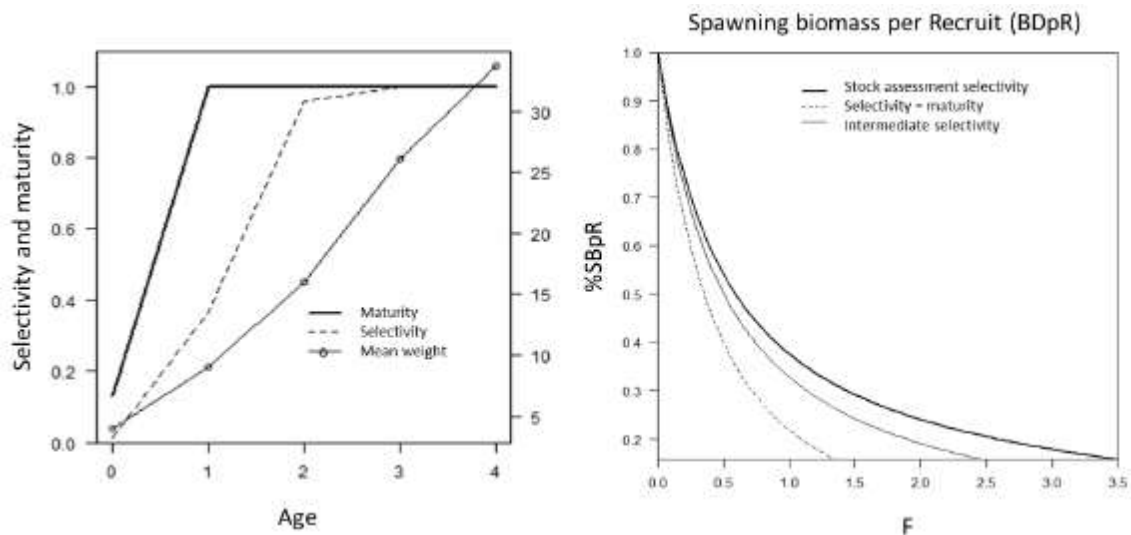 Selectivity and maturity
1.0
0.8
0.6
0.4
0.2
0.0
30
25
20
15
10
5
Maturity
Selectivity
Mean weight
0 1 2 3 4
Age
Spawning biomass per Recruit (BDpR)
%SBpR
1.0
0.9
0.8
0.7
0.6
0.5
0.4
0.3
0.2
Stock assessment selectivity
Selectivity = maturity
Intermediate selectivity
0.0 0.5 1.0 1.5 2.0 2.5 3.0 3.5
F